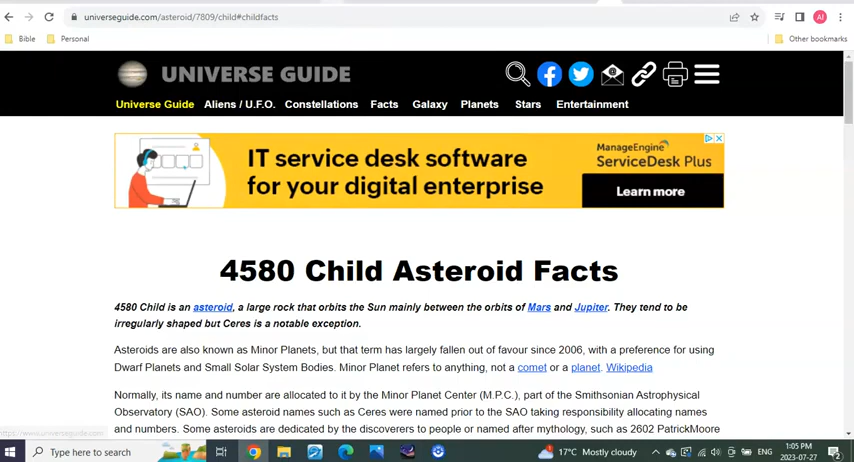 universeguide.com/asteroid/7809/child#childfacts
AI
Bible Personal Other bookmarks
UNIVERSE GUIDE
Universe Guide Aliens / U.F.O. Constellations Facts Galaxy Planets Stars Entertainment
IT service desk software
for your digital enterprise
ManageEngine
ServiceDesk Plus
Learn more
4580 Child Asteroid Facts
4580 Child is an asteroid, a large rock that orbits the Sun mainly between the orbits of Mars and Jupiter. They tend to be
irregularly shaped but Ceres is a notable exception.
Asteroids are also known as Minor Planets, but that term has largely fallen out of favour since 2006, with a preference for using
Dwarf Planets and Small Solar System Bodies. Minor Planet refers to anything, not a comet or a planet. Wikipedia
Normally, its name and number are allocated to it by the Minor Planet Center (M.P.C.), part of the Smithsonian Astrophysical
Observatory (SAO). Some asteroid names such as Ceres were named prior to the SAO taking responsibility allocating names
and numbers. Some asteroids are dedicated by the discoverers to people or named after mythology, such as 2602 PatrickMoore
https://www.universeguide.com
Type here to search
17°C Mostly cloudy
ENG
1:05 PM
2023-07-27
2